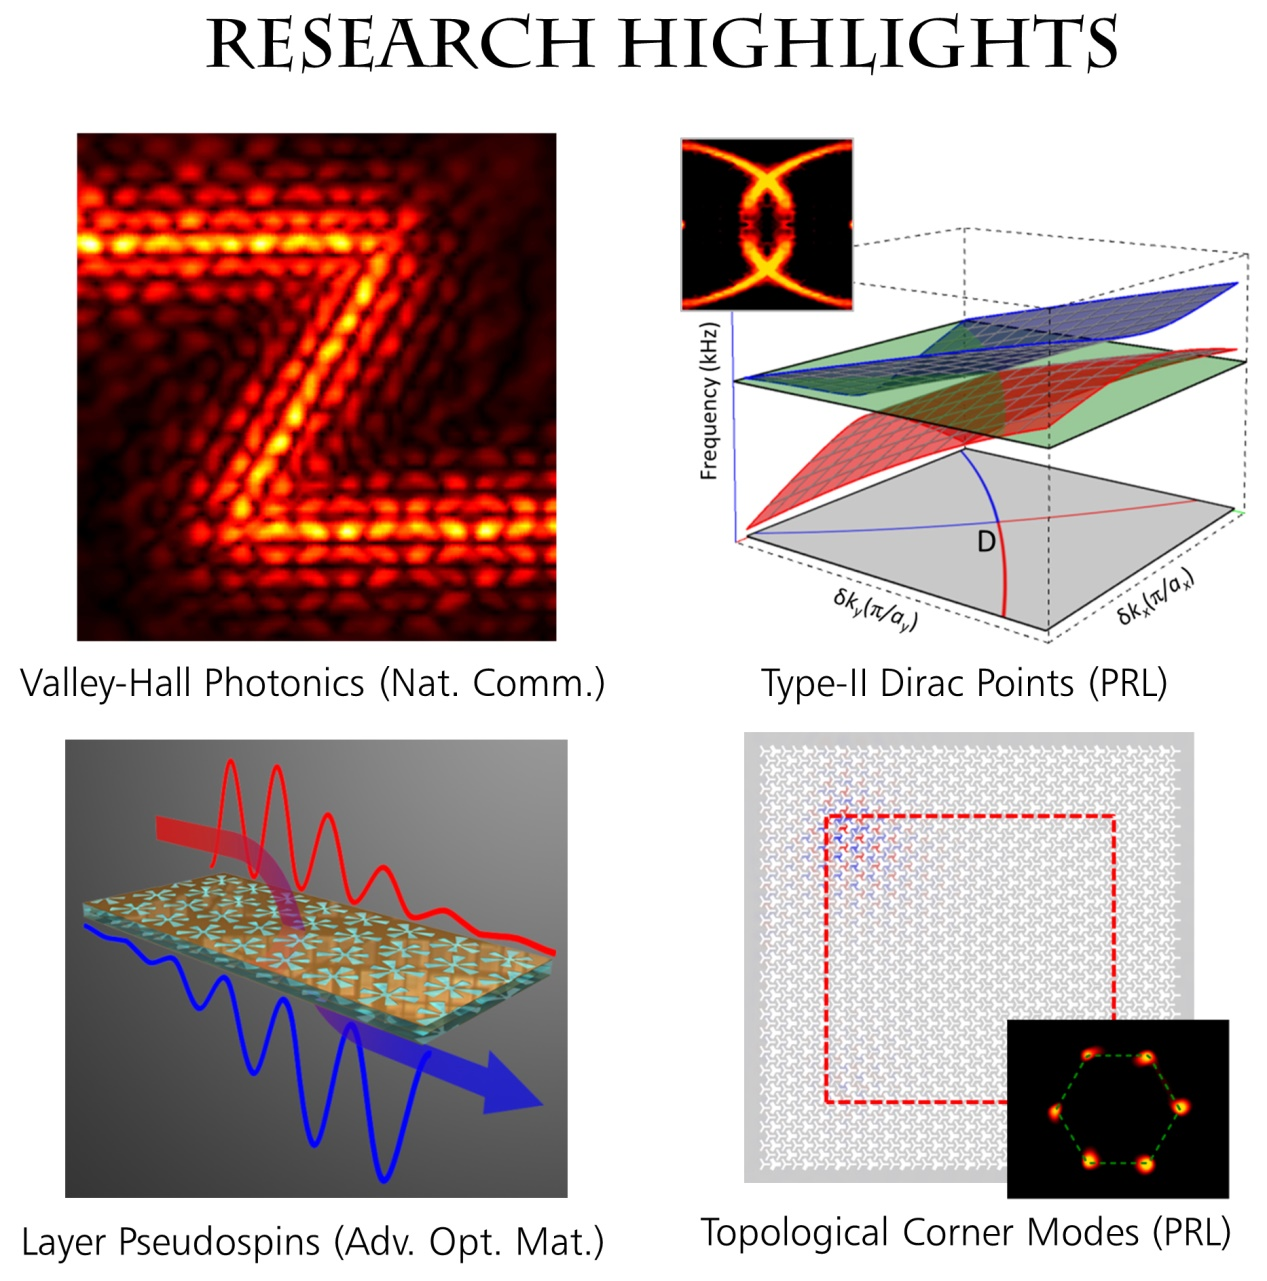 RESEARCH HIGHLIGHTS
Frequency (kHz)
D
δky(π/ay)
δkx(π/ax)
Valley-Hall Photonics (Nat. Comm.)
Type-II Dirac Points (PRL)
Layer Pseudospins (Adv. Opt. Mat.)
Topological Corner Modes (PRL)